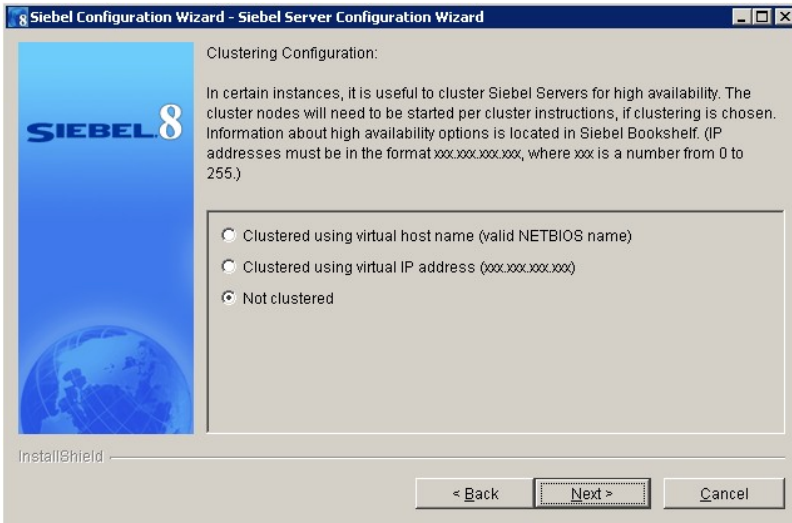 Siebel Configuration Wizard - Siebel Server Configuration Wizard
SIEBEL.8
Clustering Configuration:
In certain instances, it is useful to cluster Siebel Servers for high availability. The
cluster nodes will need to be started per cluster instructions, if clustering is chosen.
Information about high availability options is located in Siebel Bookshelf. (IP
addresses must be in the format xxx.xxx.xxx.xxx, where xxx is a number from 0 to
255.)
Clustered using virtual host name (valid NETBIOS name)
Clustered using virtual IP address (xxx.xxx.xxx.xxx)
Not clustered
InstallShield
< Back
Next >
Cancel